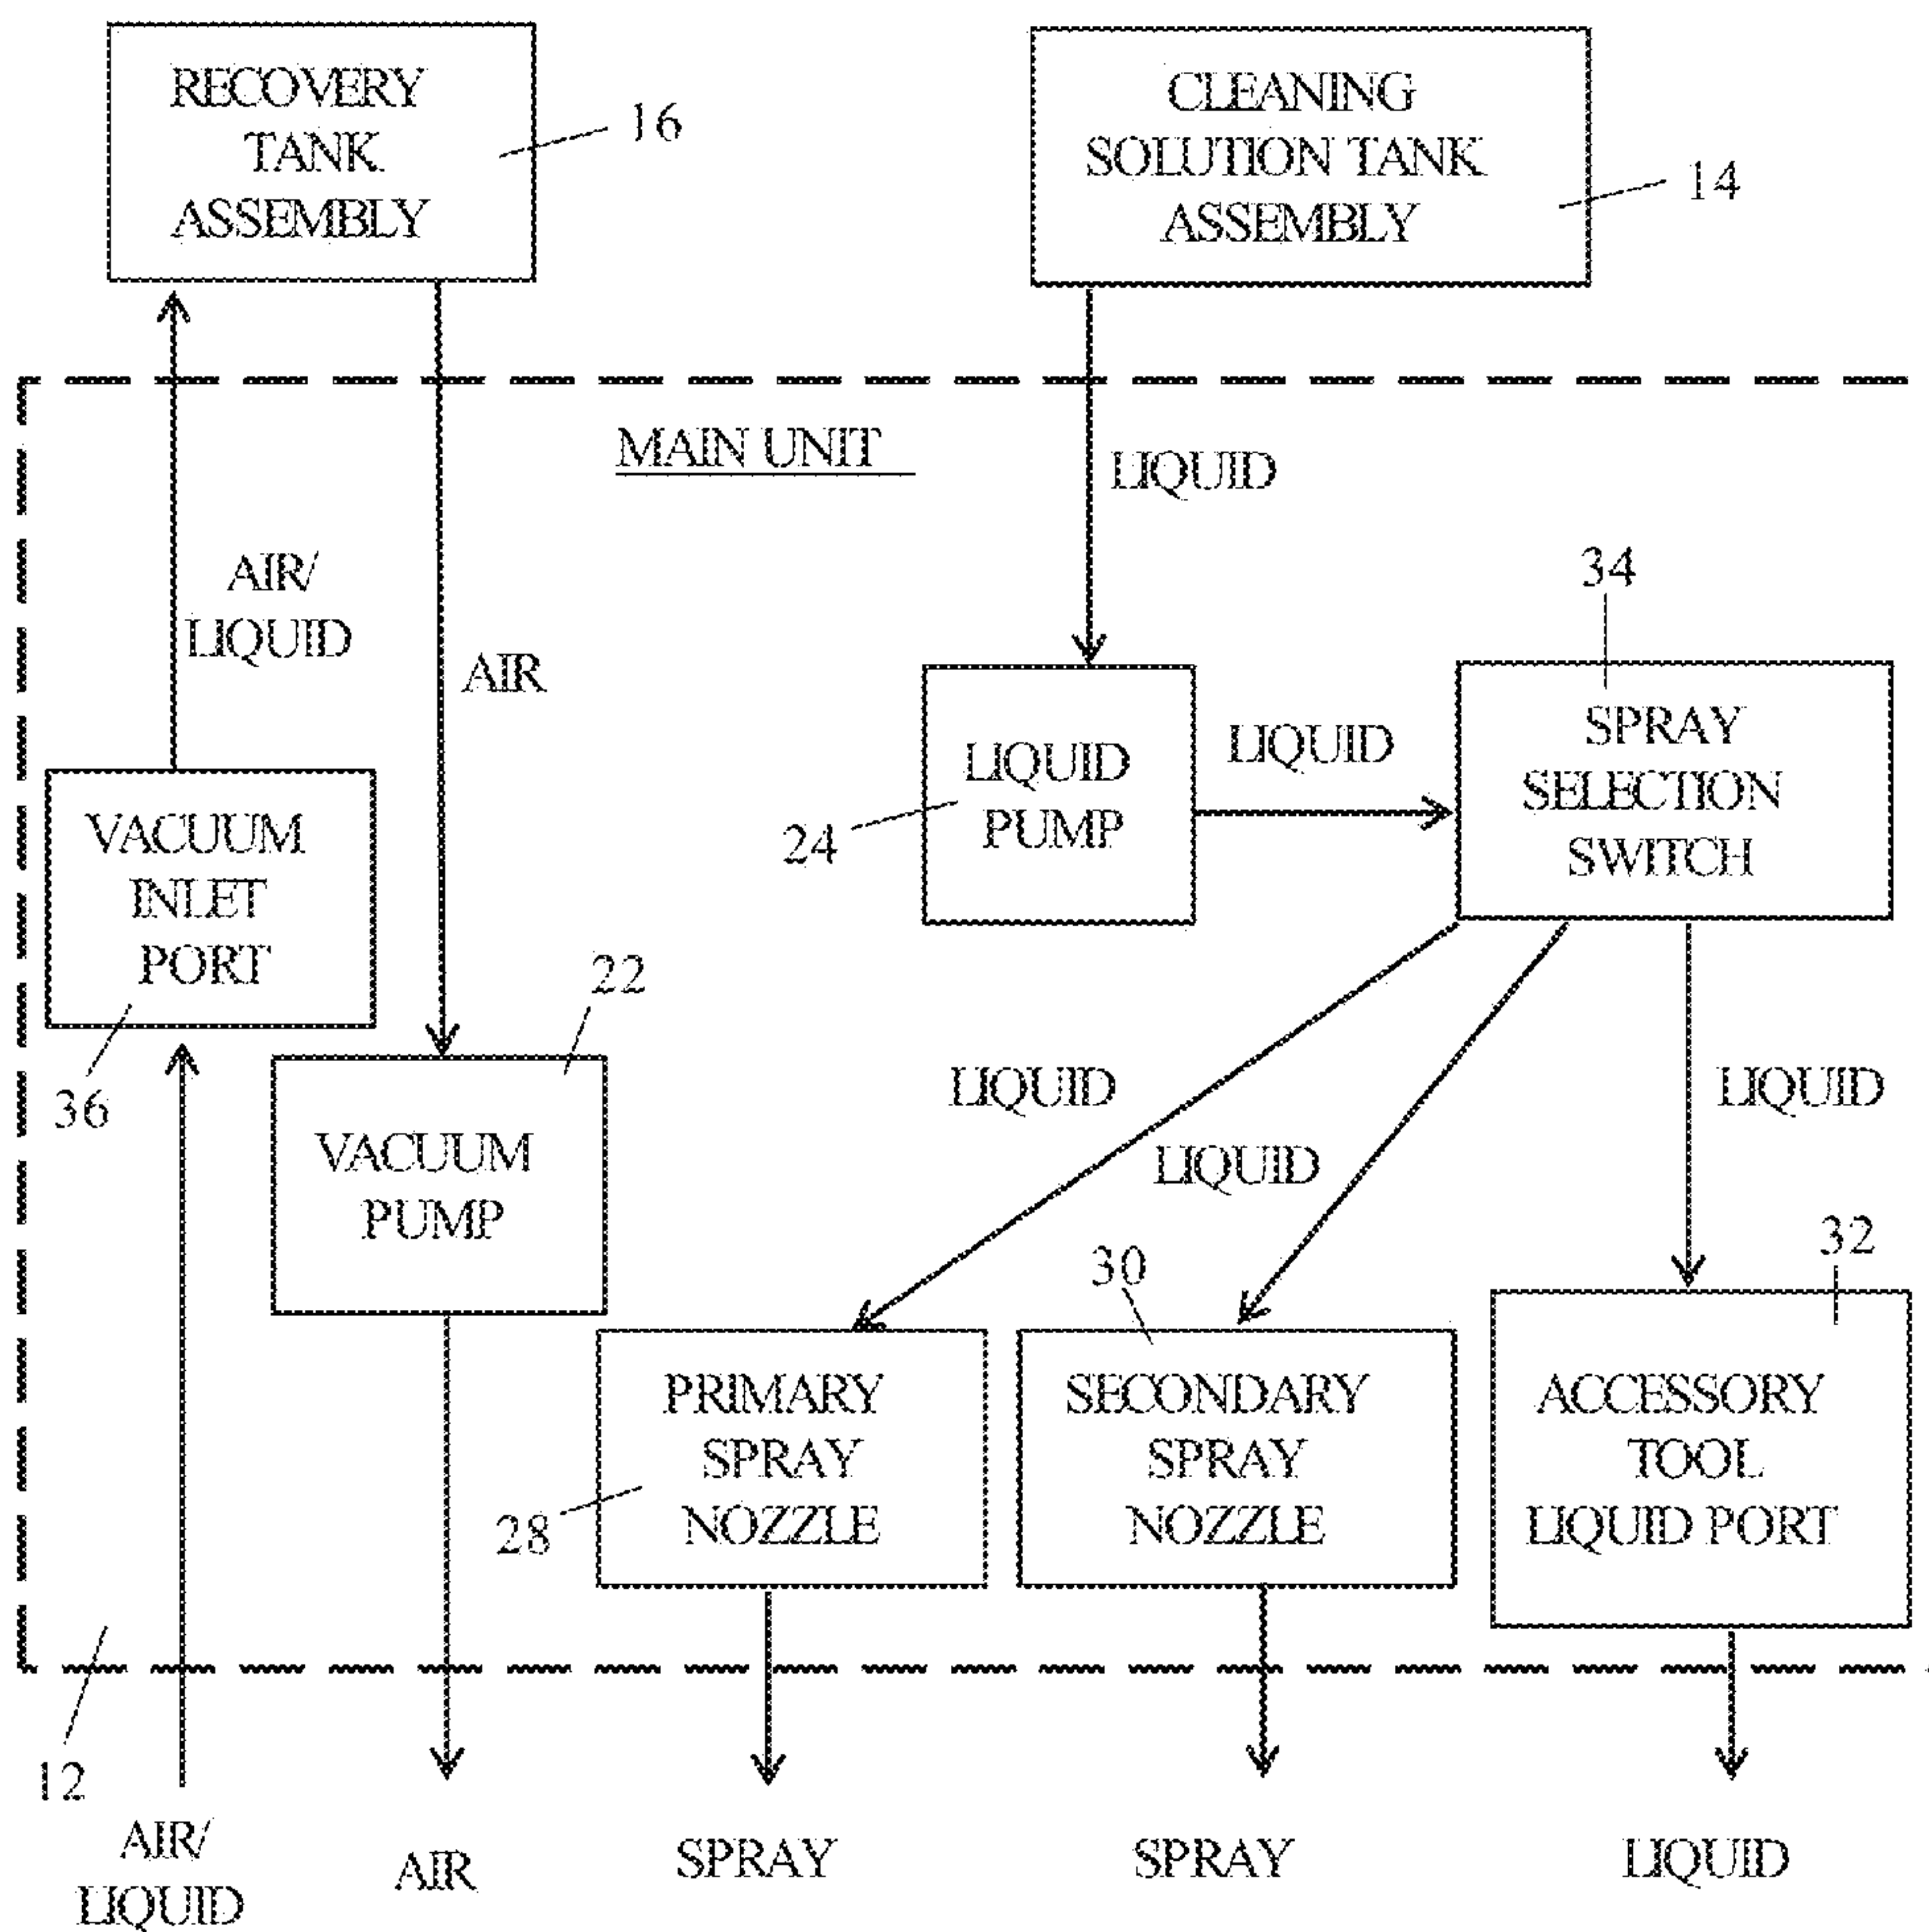 RECOVERY
TANK
ASSEMBLY
16
CLEANING
SOLUTION TANK
ASSEMBLY
14
MAIN UNIT
LIQUID
AIR/
LIQUID
AIR
34
SPRAY
SELECTION
SWITCH
LIQUID
LIQUID
PUMP
24
VACUUM
INLET
PORT
36
22
VACUUM
PUMP
LIQUID
LIQUID
LIQUID
30
32
PRIMARY
SPRAY
NOZZLE
28
SECONDARY
SPRAY
NOZZLE
ACCESSORY
TOOL
LIQUID PORT
12
AIR/
LIQUID
AIR
SPRAY
SPRAY
LIQUID